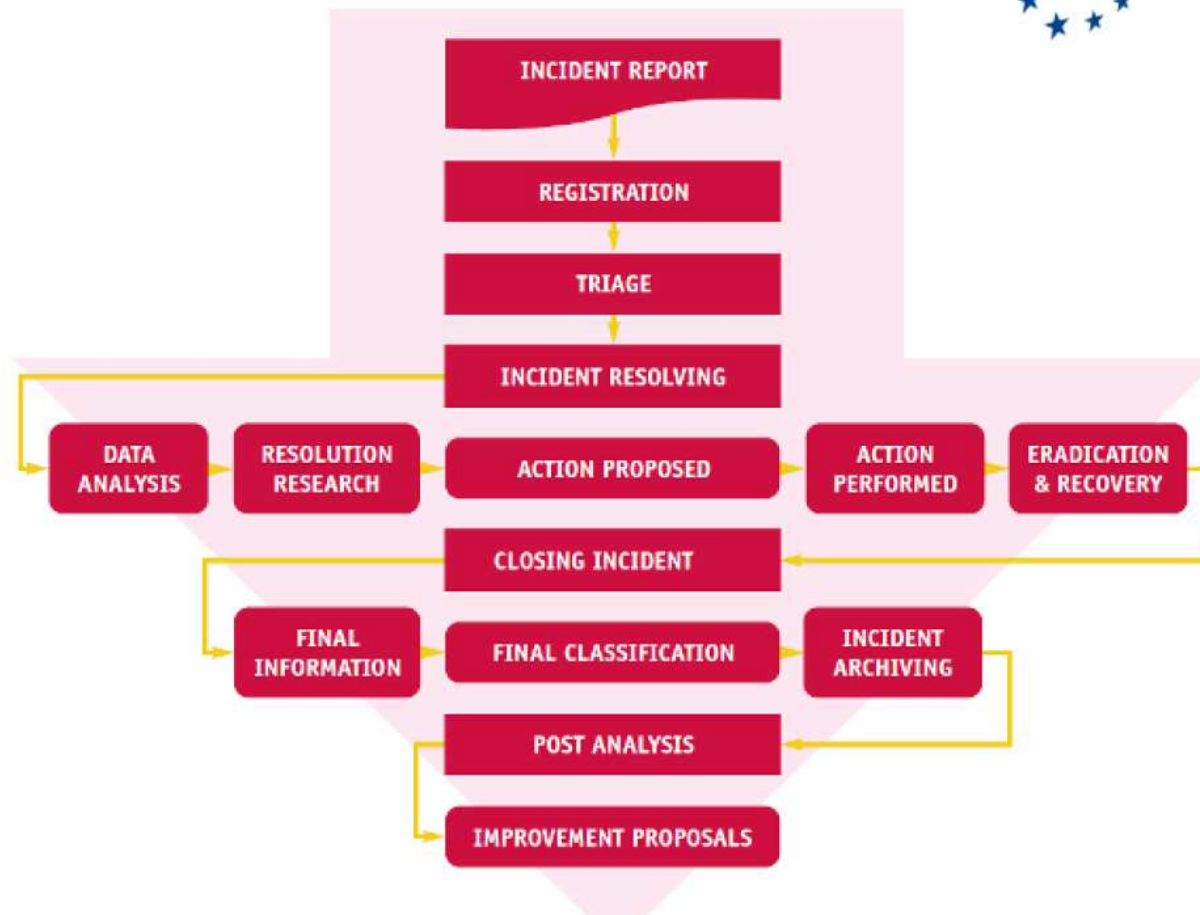 INCIDENT REPORT
REGISTRATION
TRIAGE
INCIDENT RESOLVING
DATA
ANALYSIS
RESOLUTION
RESEARCH
ACTION PROPOSED
ACTION
PERFORMED
ERADICATION
& RECOVERY
CLOSING INCIDENT
FINAL
INFORMATION
FINAL CLASSIFICATION
INCIDENT
ARCHIVING
POST ANALYSIS
IMPROVEMENT PROPOSALS